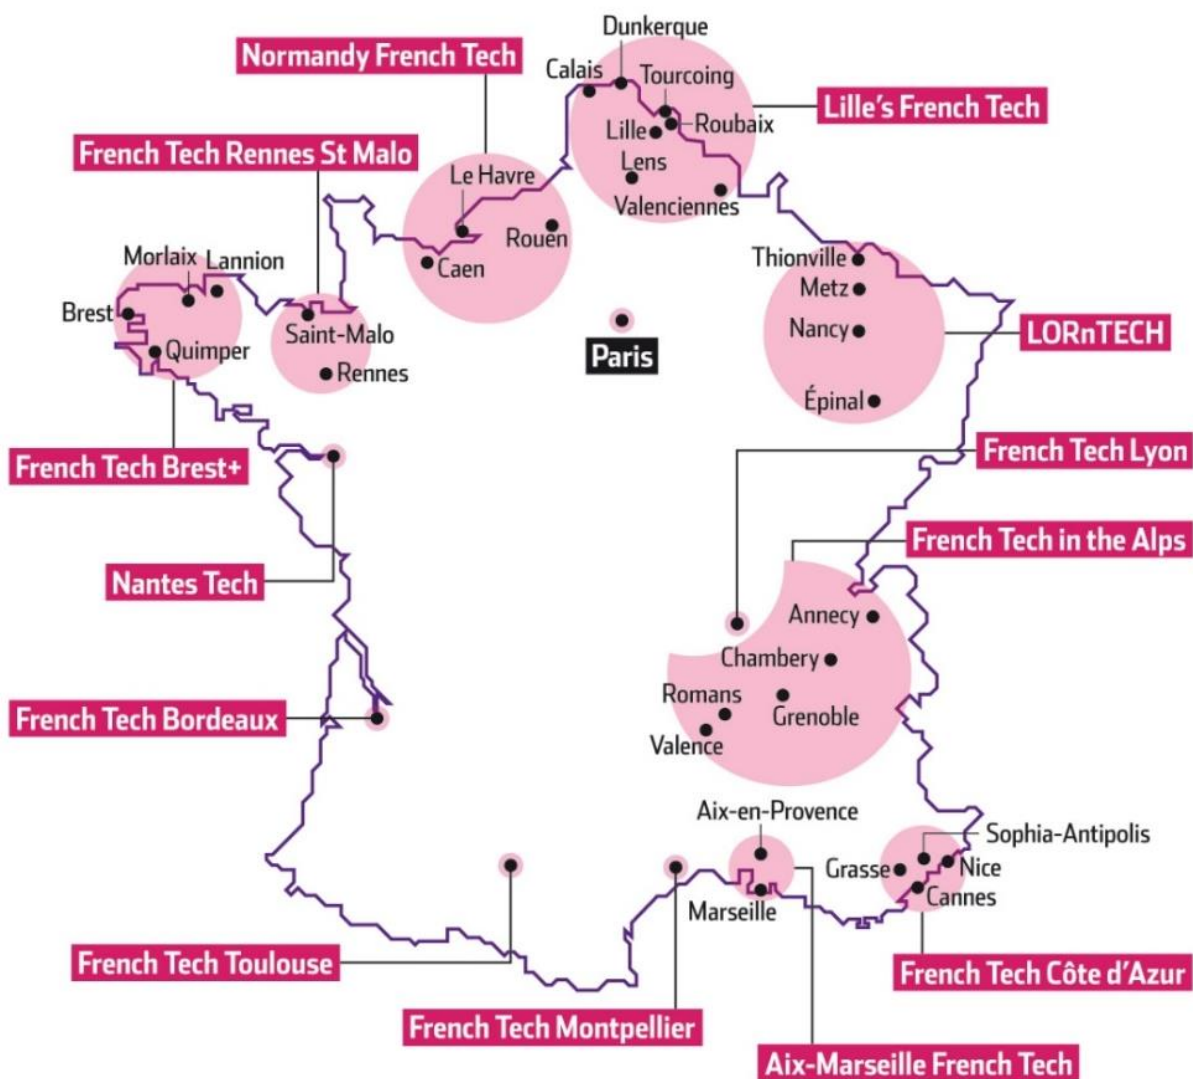 Dunkerque
Normandy French Tech
Calais
Tourcoing
Lille's French Tech
Lille
Roubaix
French Tech Rennes St Malo
Lens
Le Havre
Valenciennes
Rouen
Caen
Morlaix
Lannion
Thionville
Metz
Brest
Saint-Malo
Nancy
LORnTECH
Quimper
Paris
Rennes
Épinal
French Tech Brest+
French Tech Lyon
French Tech in the Alps
Nantes Tech
Annecy
Chambery
Romans
Grenoble
French Tech Bordeaux
Valence
Aix-en-Provence
Sophia-Antipolis
Grasse
Nice
Cannes
Marseille
French Tech Toulouse
French Tech Côte d'Azur
French Tech Montpellier
Aix-Marseille French Tech